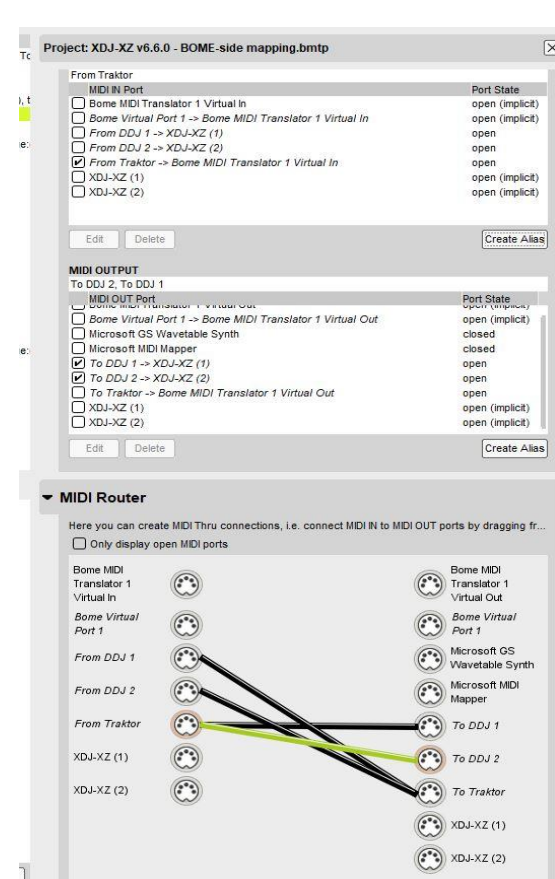 Project: XDJ-XZ v6.6.0 - BOME-side mapping.bmtp
From Traktor
MIDI IN Port Port State
Bome MIDI Translator 1 Virtual In open (implicit)
Bome Virtual Port 1 -> Bome MIDI Translator 1 Virtual In open (implicit)
From DDJ 1 -> XDJ-XZ (1) open
From DDJ 2 -> XDJ-XZ (2) open
From Traktor -> Bome MIDI Translator 1 Virtual In open
XDJ-XZ (1) open (implicit)
XDJ-XZ (2) open (implicit)
Edit Delete Create Alias
MIDI OUTPUT
To DDJ 2, To DDJ 1
MIDI OUT Port Port State
Bome MIDI Translator 1 Virtual Out open (implicit)
Bome Virtual Port 1 -> Bome MIDI Translator 1 Virtual Out open (implicit)
Microsoft GS Wavetable Synth closed
Microsoft MIDI Mapper closed
To DDJ 1 -> XDJ-XZ (1) open
To DDJ 2 -> XDJ-XZ (2) open
To Traktor -> Bome MIDI Translator 1 Virtual Out open
XDJ-XZ (1) open (implicit)
XDJ-XZ (2) open (implicit)
Edit Delete Create Alias
MIDI Router
Here you can create MIDI Thru connections, i.e. connect MIDI IN to MIDI OUT ports by dragging fr...
Only display open MIDI ports
Bome MIDI
Translator 1
Virtual In
Bome Virtual
Port 1
From DDJ 1
From DDJ 2
From Traktor
XDJ-XZ (1)
XDJ-XZ (2)
Bome MIDI
Translator 1
Virtual Out
Bome Virtual
Port 1
Microsoft GS
Wavetable Synth
Microsoft MIDI
Mapper
To DDJ 1
To DDJ 2
To Traktor
XDJ-XZ (1)
XDJ-XZ (2)